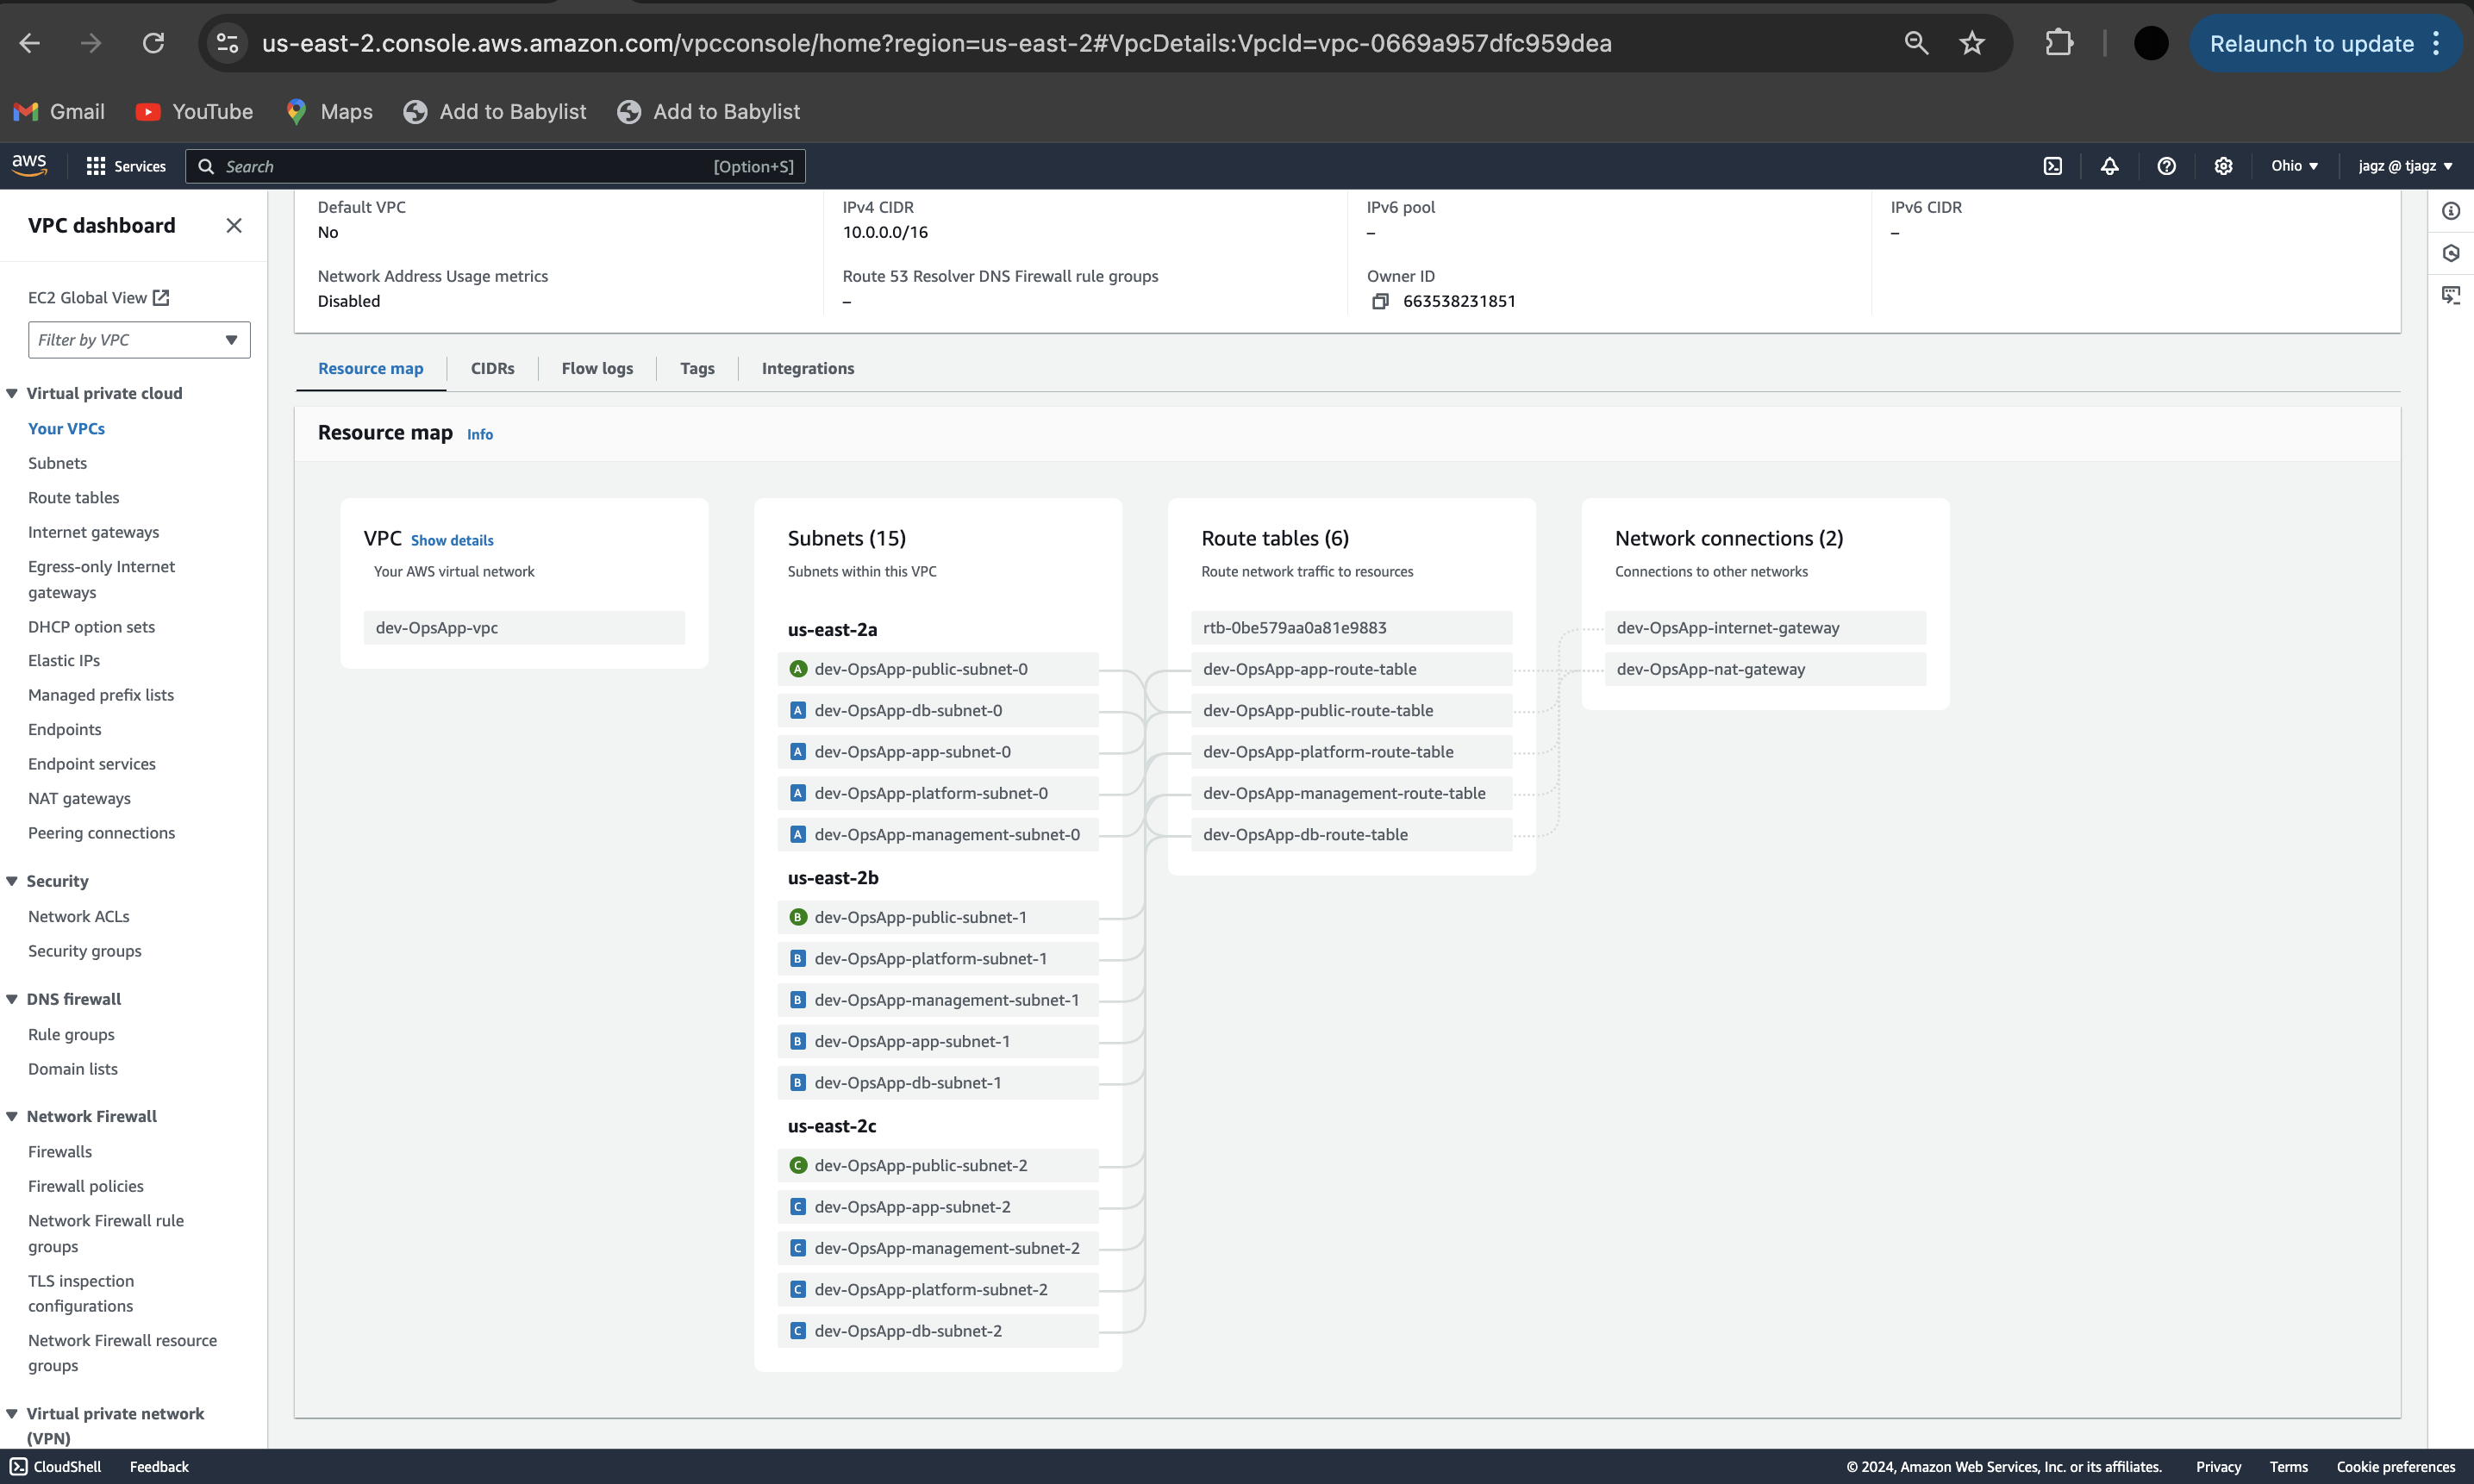 us-east-2.console.aws.amazon.com/vpcconsole/home?region=us-east-2#VpcDetails:VpcId=vpc-0669a957dfc959dea
Relaunch to update
Gmail
YouTube
Maps
Add to Babylist
Add to Babylist
aws
Services
Search
[Option+S]
Ohio
jagz @ tjagz
VPC dashboard
EC2 Global View
Filter by VPC
Virtual private cloud
Your VPCs
Subnets
Route tables
Internet gateways
Egress-only Internet
gateways
DHCP option sets
Elastic IPs
Managed prefix lists
Endpoints
Endpoint services
NAT gateways
Peering connections
Security
Network ACLs
Security groups
DNS firewall
Rule groups
Domain lists
Network Firewall
Firewalls
Firewall policies
Network Firewall rule
groups
TLS inspection
configurations
Network Firewall resource
groups
Virtual private network
(VPN)
Default VPC
No
IPv4 CIDR
10.0.0.0/16
IPv6 pool
–
IPv6 CIDR
–
Network Address Usage metrics
Disabled
Route 53 Resolver DNS Firewall rule groups
–
Owner ID
663538231851
Resource map
CIDRs
Flow logs
Tags
Integrations
Resource map Info
VPC Show details
Your AWS virtual network
dev-OpsApp-vpc
Subnets (15)
Subnets within this VPC
us-east-2a
A dev-OpsApp-public-subnet-0
A dev-OpsApp-db-subnet-0
A dev-OpsApp-app-subnet-0
A dev-OpsApp-platform-subnet-0
A dev-OpsApp-management-subnet-0
us-east-2b
B dev-OpsApp-public-subnet-1
B dev-OpsApp-platform-subnet-1
B dev-OpsApp-management-subnet-1
B dev-OpsApp-app-subnet-1
B dev-OpsApp-db-subnet-1
us-east-2c
C dev-OpsApp-public-subnet-2
C dev-OpsApp-app-subnet-2
C dev-OpsApp-management-subnet-2
C dev-OpsApp-platform-subnet-2
C dev-OpsApp-db-subnet-2
Route tables (6)
Route network traffic to resources
rtb-0be579aa0a81e9883
dev-OpsApp-app-route-table
dev-OpsApp-public-route-table
dev-OpsApp-platform-route-table
dev-OpsApp-management-route-table
dev-OpsApp-db-route-table
Network connections (2)
Connections to other networks
dev-OpsApp-internet-gateway
dev-OpsApp-nat-gateway
CloudShell
Feedback
© 2024, Amazon Web Services, Inc. or its affiliates.
Privacy
Terms
Cookie preferences